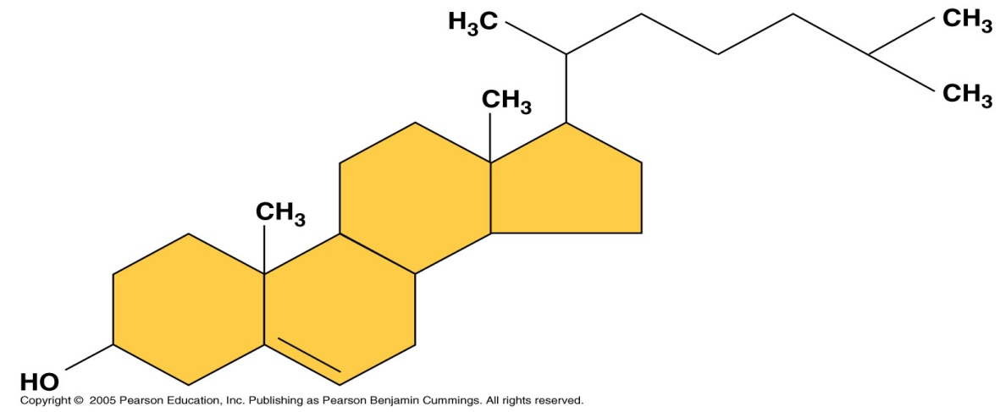 H₃C
CH₃
CH₃
CH₃
CH₃
HO
Copyright © 2005 Pearson Education, Inc. Publishing as Pearson Benjamin Cummings. All rights reserved.